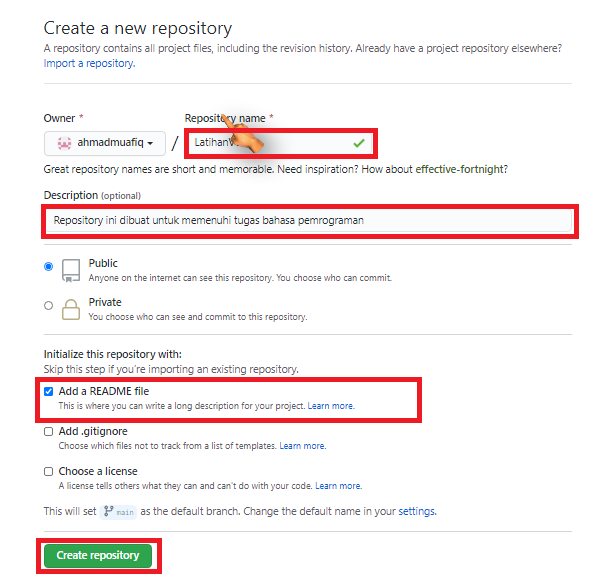 Create a new repository
A repository contains all project files, including the revision history. Already have a project repository elsewhere?
Import a repository.
Owner * Repository name *
ahmadmuafiq / 
Great repository names are short and memorable. Need inspiration? How about effective-fortnight?
Description (optional)
Repository ini dibuat untuk memenuhi tugas bahasa pemrograman
Public
Anyone on the internet can see this repository. You choose who can commit.
Private
You choose who can see and commit to this repository.
Initialize this repository with:
Skip this step if you're importing an existing repository.
Add a README file
This is where you can write a long description for your project. Learn more.
Add .gitignore
Choose which files not to track from a list of templates. Learn more.
Choose a license
A license tells others what they can and can't do with your code. Learn more.
This will set main as the default branch. Change the default name in your settings.
Create repository